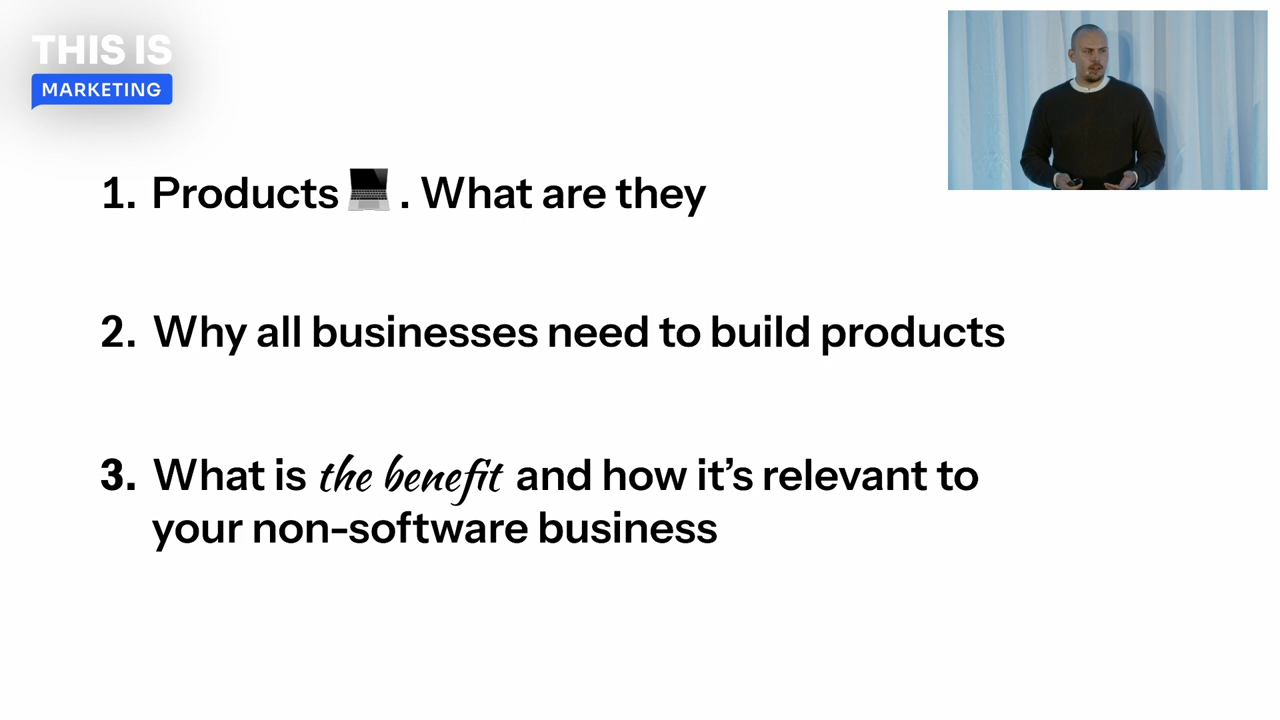 THIS IS
MARKETING
1. Products 💻. What are they
2. Why all businesses need to build products
3. What is the benefit and how it’s relevant to
your non-software business